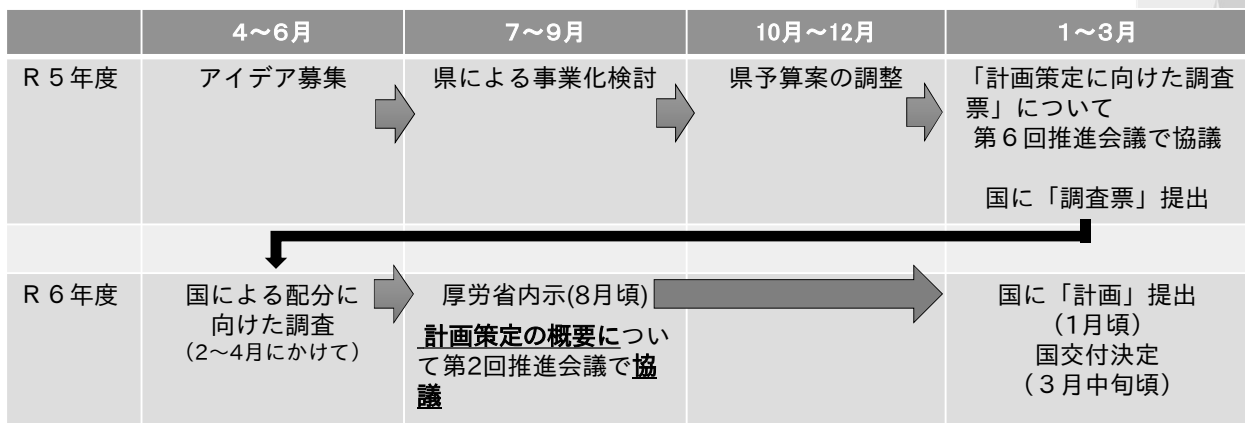 4～6月
7～9月
10月～12月
1～3月
R５年度
アイデア募集
県による事業化検討
県予算案の調整
「計画策定に向けた調査
票」について
第６回推進会議で協議
国に「調査票」提出
R６年度
国による配分に
向けた調査
（2～4月にかけて）
厚労省内示(8月頃)
計画策定の概要につい
て第2回推進会議で協
議
国に「計画」提出
（1月頃）
国交付決定
（３月中旬頃）